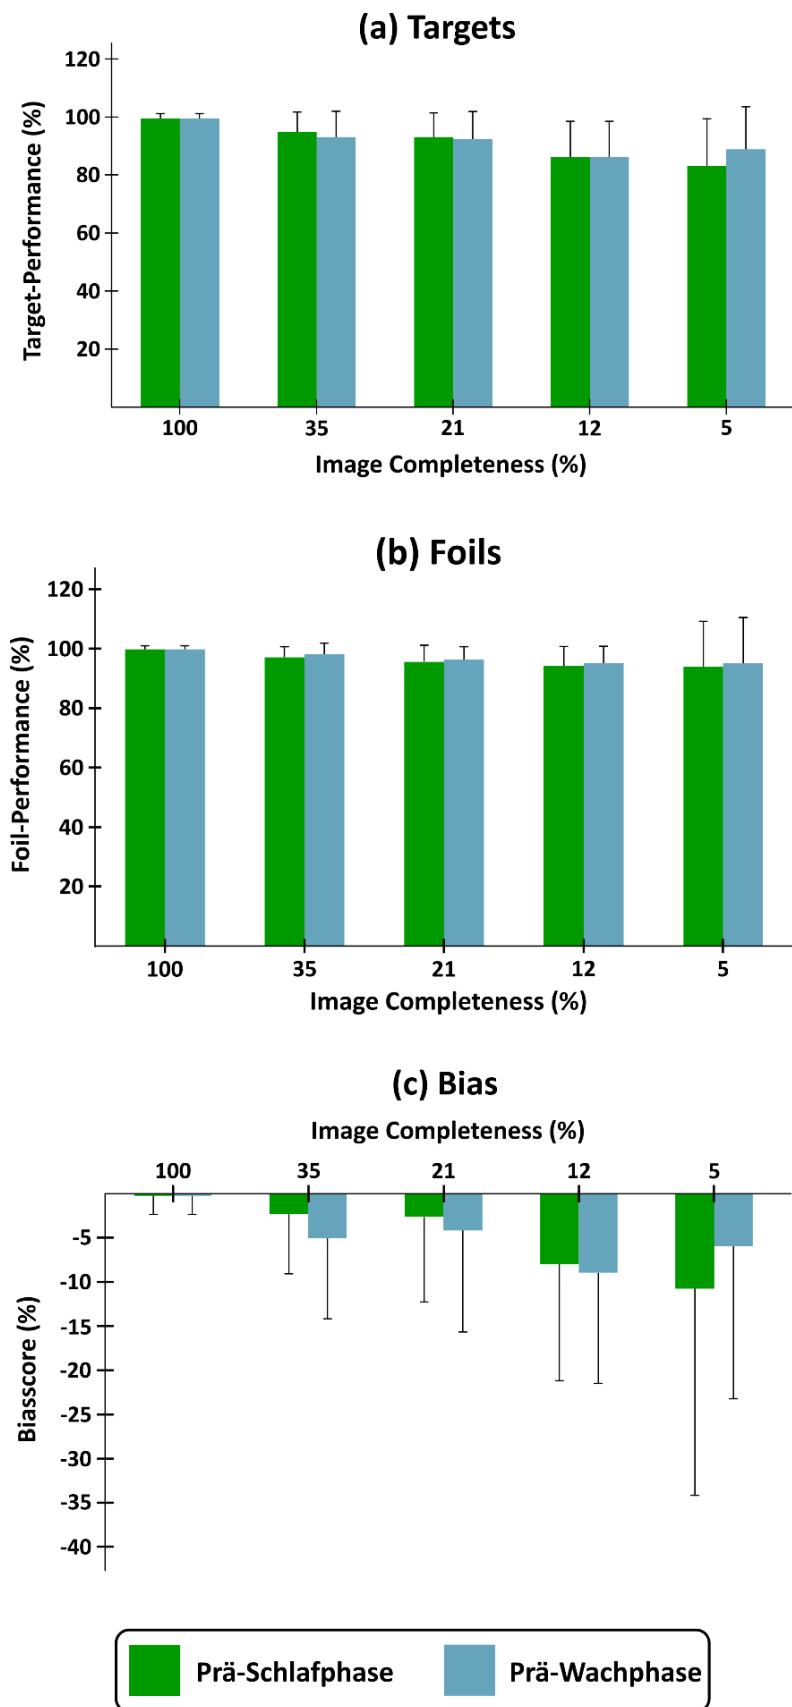 (a) Targets
120
100
80
60
40
20
Target-Performance (%)
100 35 21 12 5
Image Completeness (%)
(b) Foils
120
100
80
60
40
20
Foil-Performance (%)
100 35 21 12 5
Image Completeness (%)
(c) Bias
Image Completeness (%)
100 35 21 12 5
-5
-10
-15
-20
-25
-30
-35
-40
Biasscore (%)
Prä-Schlafphase Prä-Wachphase